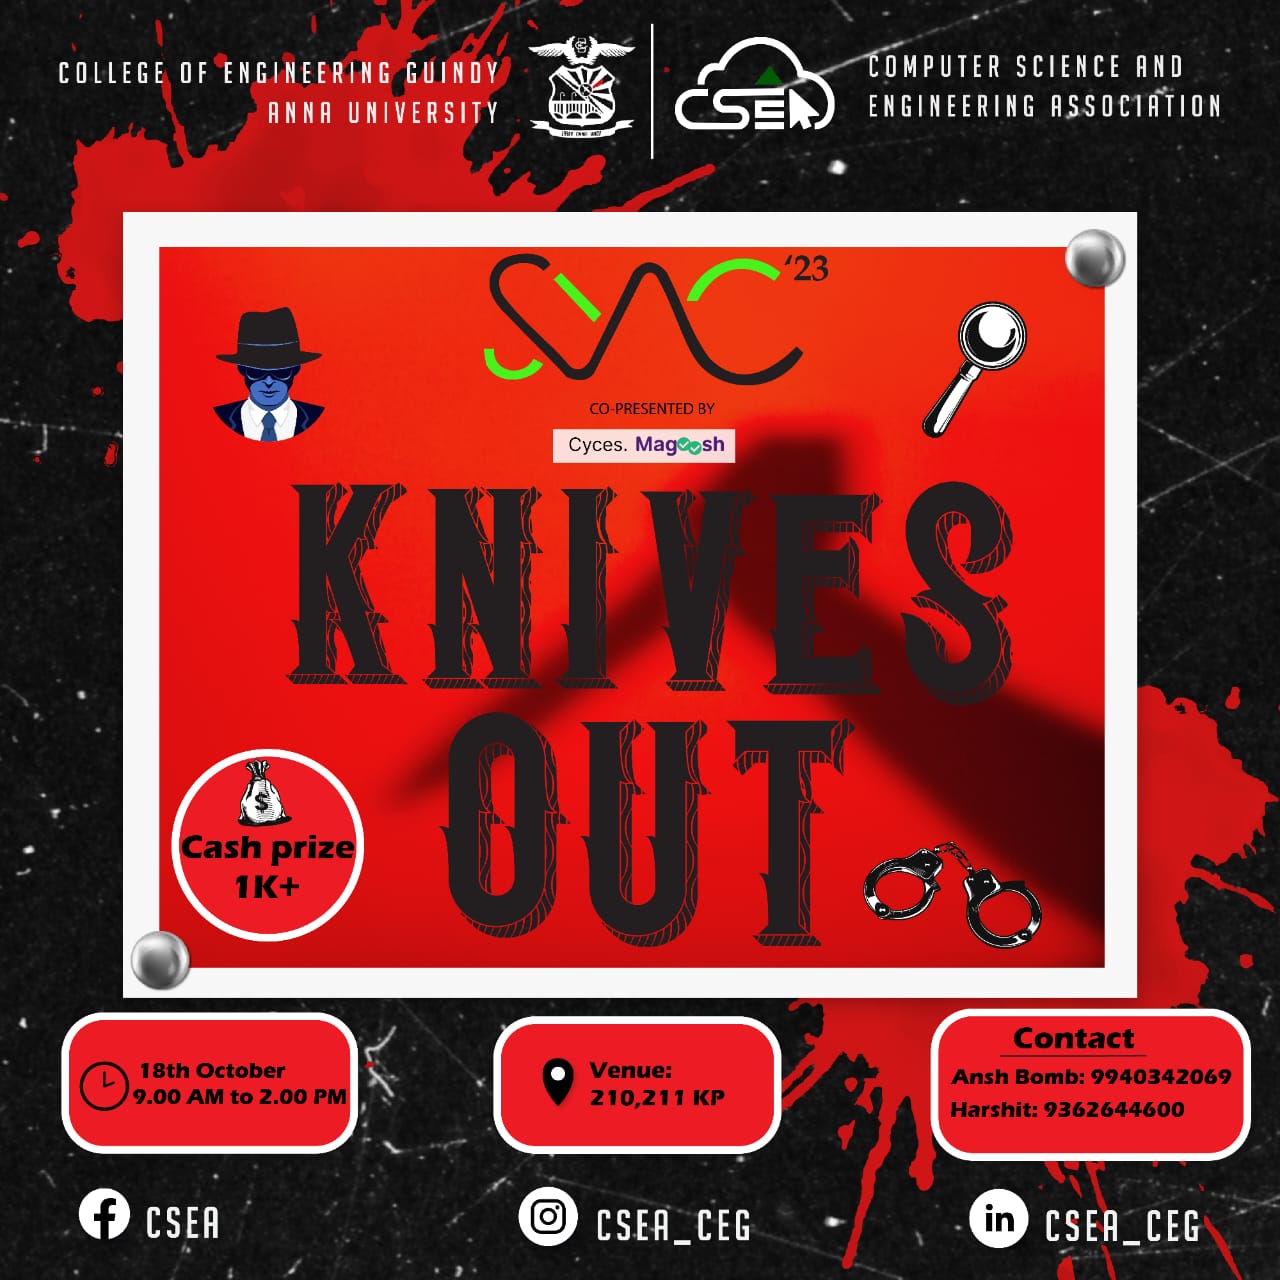 COLLEGE OF ENGINEERING GUINDY
ANNA UNIVERSITY
CSEA
COMPUTER SCIENCE AND
ENGINEERING ASSOCIATION
'23
CO-PRESENTED BY
Cyces. Magoosh
KNIVES
OUT
$
Cash prize
1K+
18th October
9.00 AM to 2.00 PM
Venue:
210,211 KP
Contact
Ansh Bomb: 9940342069
Harshit: 9362644600
CSEA
CSEA_CEG
in
CSEA_CEG